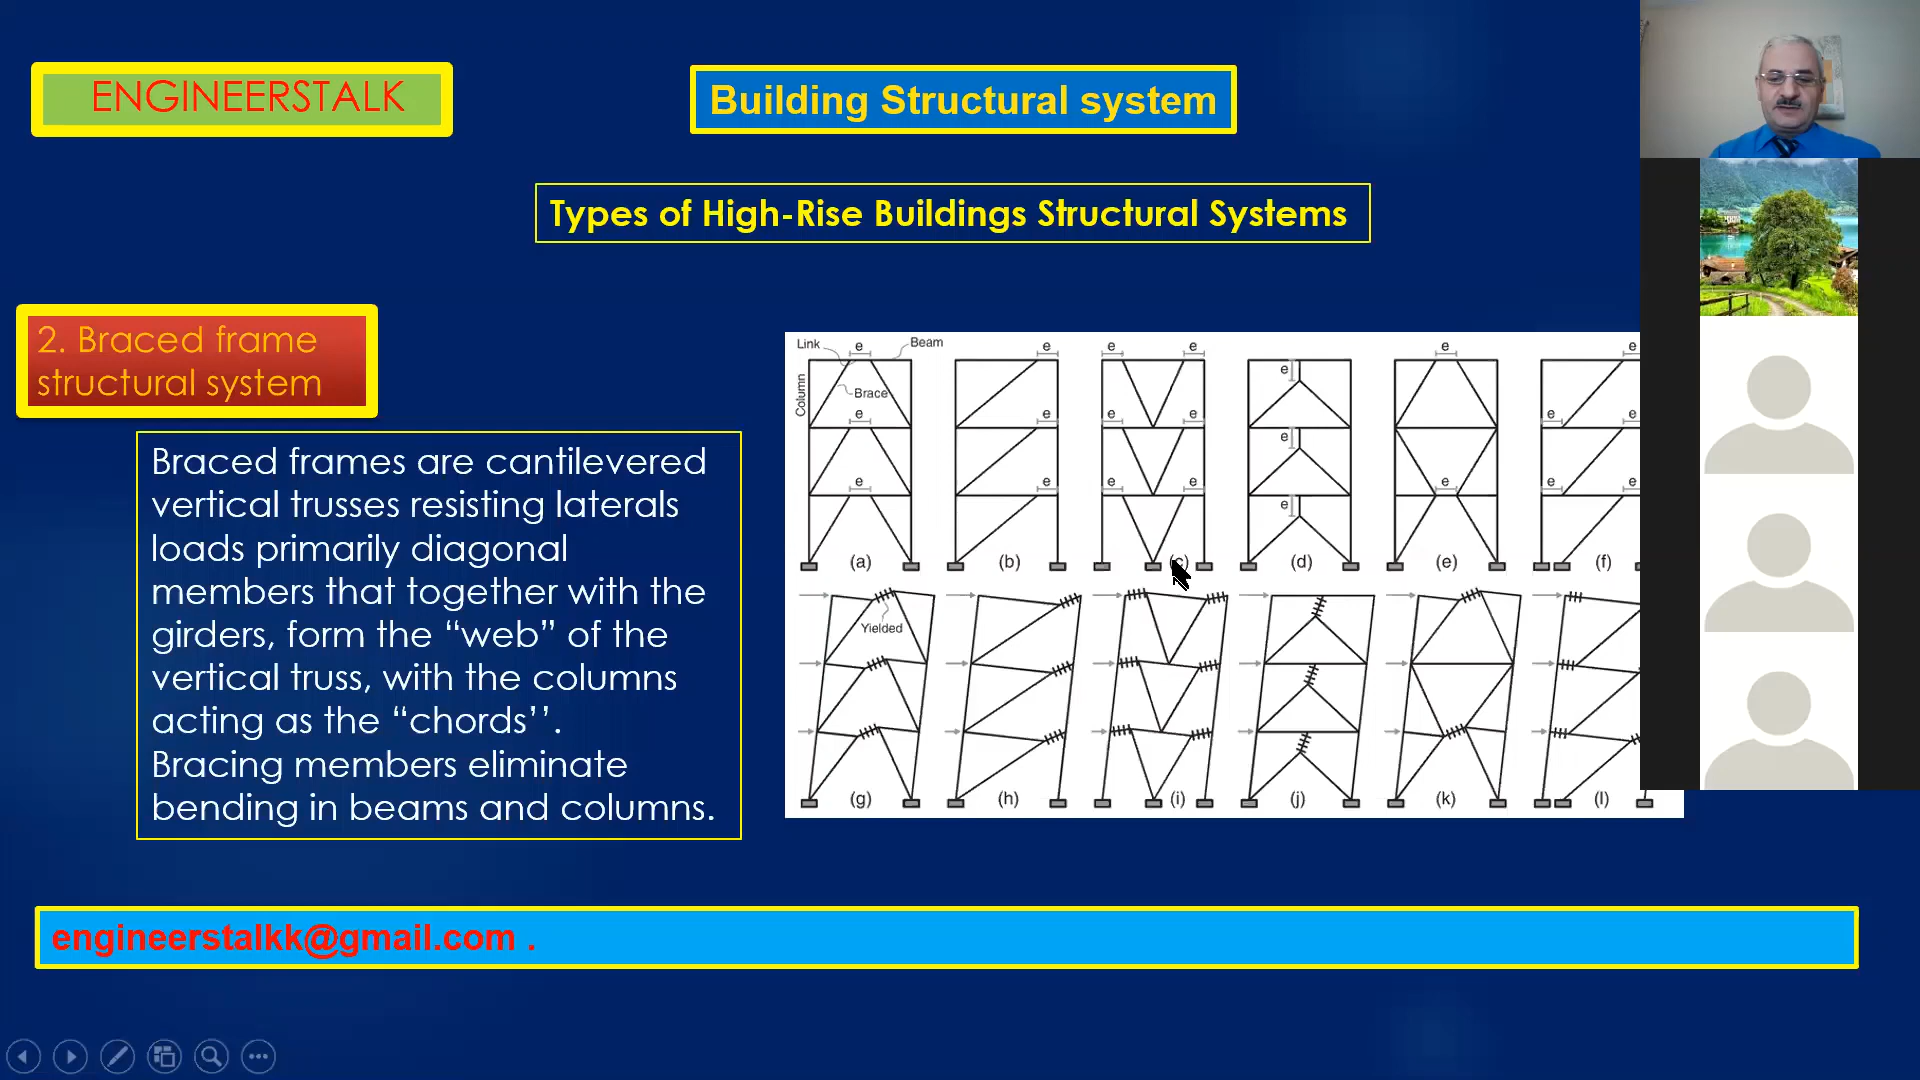 ENGINEERSTALK
Building Structural system
Types of High-Rise Buildings Structural Systems
2. Braced frame
structural system
Braced frames are cantilevered
vertical trusses resisting laterals
loads primarily diagonal
members that together with the
girders, form the “web” of the
vertical truss, with the columns
acting as the “chords’’.
Bracing members eliminate
bending in beams and columns.
Link e Beam e e e e e e
Column Brace
e e e e e e e
e e e e e e
(a) (b) (c) (d) (e) (f)
Yielded
(g) (h) (i) (j) (k) (l)
engineerstalkk@gmail.com .